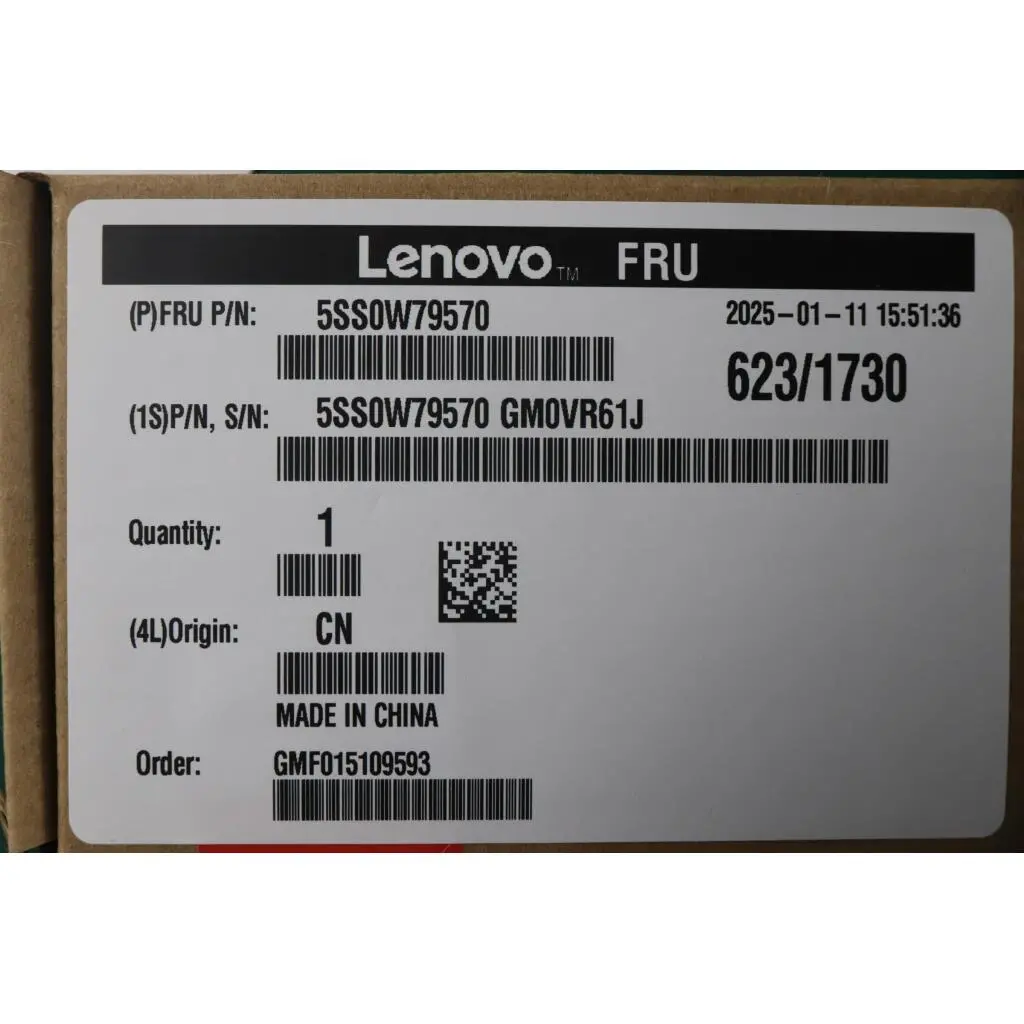 Lenovo™ FRU
(P)FRU P/N: 5SS0W79570 2025-01-11 15:51:36
623/1730
(1S)P/N, S/N: 5SS0W79570 GM0VR61J
Quantity: 1
(4L)Origin: CN
MADE IN CHINA
Order: GMF015109593